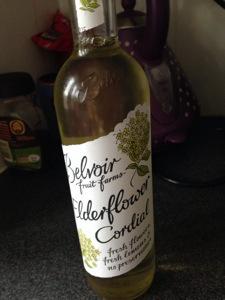 Belvoir
fruit farms
Elderflower
Cordial
fresh flowers
fresh lemons
no preservatives